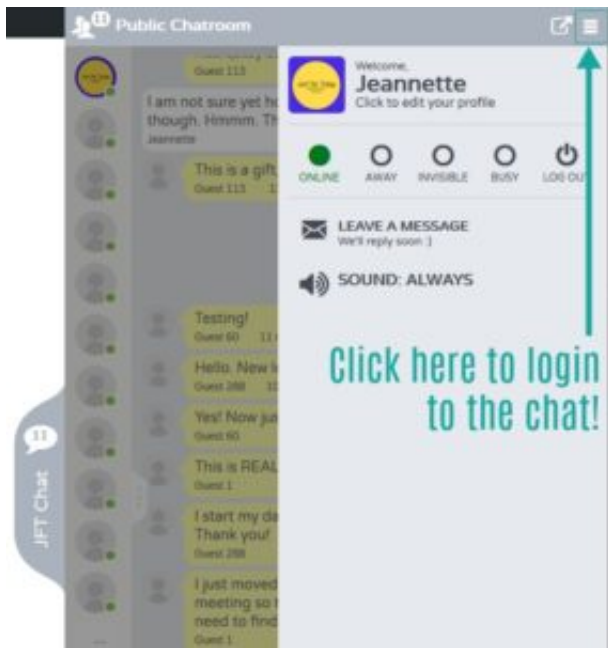 11 Public Chatroom
Guest 113
I am not sure yet
though. Hmmm. Th
Jeannette
This is a gift,
Guest 113
Testing!
Guest 60
Hello. New
Guest 288
Yes! Now jus
Guest 60
This is REAL
Guest 1
I start my da
Thank you!
Guest 288
I just moved
meeting so
need to find
Guest 1
Welcome,
Jeannette
Click to edit your profile
ONLINE AWAY INVISIBLE BUSY LOG OUT
LEAVE A MESSAGE
We'll reply soon :)
SOUND: ALWAYS
Click here to login
to the chat!
11
JFT Chat